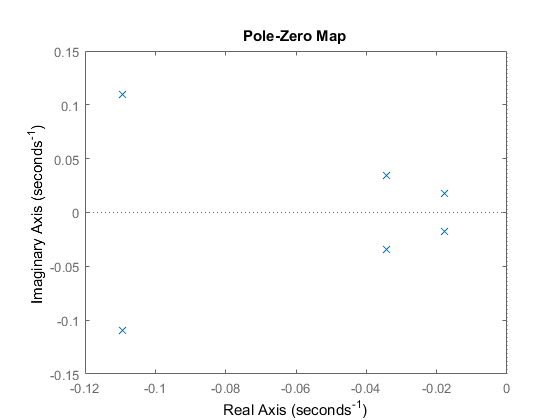 Pole-Zero Map
0.15
0.1
0.05
0
-0.05
-0.1
-0.15
Imaginary Axis (seconds⁻¹)
-0.12 -0.1 -0.08 -0.06 -0.04 -0.02 0
Real Axis (seconds⁻¹)